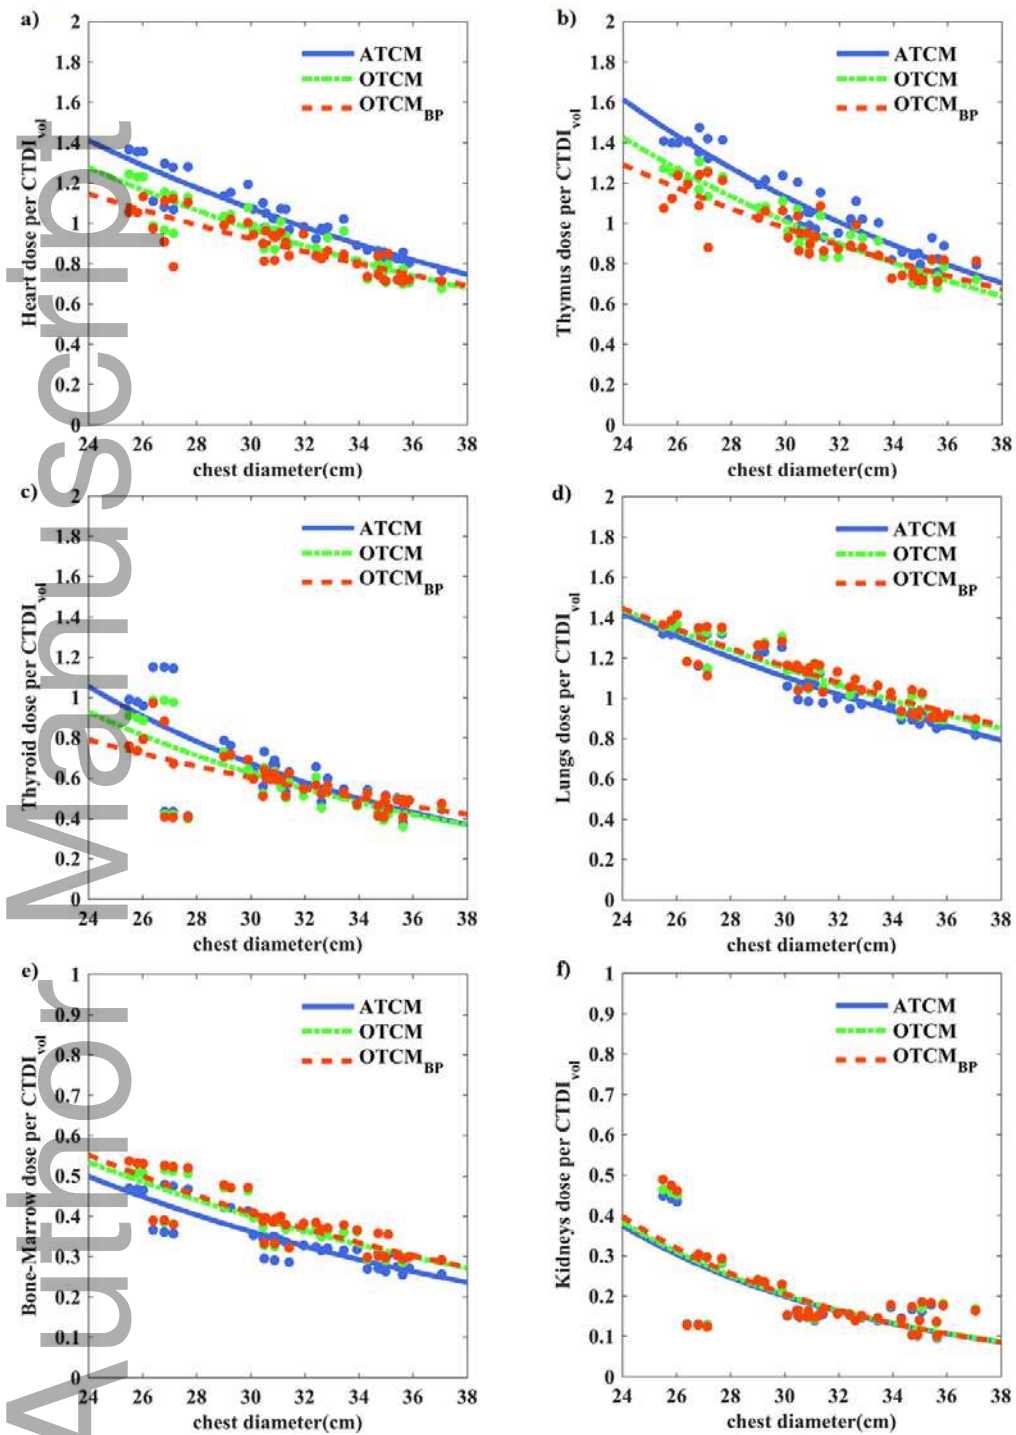 a)
2
1.8
1.6
1.4
1.2
1
0.8
0.6
0.4
0.2
0
24 26 28 30 32 34 36 38
Heart dose per CTDIvol
chest diameter(cm)
ATCM
OTCM
OTCMBP
b)
2
1.8
1.6
1.4
1.2
1
0.8
0.6
0.4
0.2
0
24 26 28 30 32 34 36 38
Thymus dose per CTDIvol
chest diameter(cm)
ATCM
OTCM
OTCMBP
c)
2
1.8
1.6
1.4
1.2
1
0.8
0.6
0.4
0.2
0
24 26 28 30 32 34 36 38
Thyroid dose per CTDIvol
chest diameter(cm)
ATCM
OTCM
OTCMBP
d)
2
1.8
1.6
1.4
1.2
1
0.8
0.6
0.4
0.2
0
24 26 28 30 32 34 36 38
Lungs dose per CTDIvol
chest diameter(cm)
ATCM
OTCM
OTCMBP
e)
1
0.9
0.8
0.7
0.6
0.5
0.4
0.3
0.2
0.1
0
24 26 28 30 32 34 36 38
Bone-Marrow dose per CTDIvol
chest diameter(cm)
ATCM
OTCM
OTCMBP
f)
1
0.9
0.8
0.7
0.6
0.5
0.4
0.3
0.2
0.1
0
24 26 28 30 32 34 36 38
Kidneys dose per CTDIvol
chest diameter(cm)
ATCM
OTCM
OTCMBP
Author Manuscript